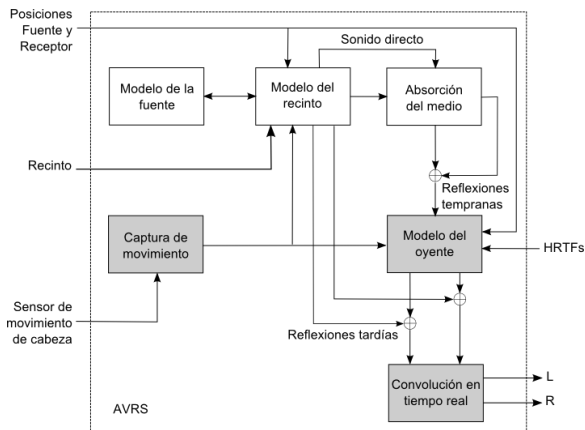 Posiciones
Fuente y
Receptor
Sonido directo
Modelo de la
fuente
Modelo del
recinto
Absorción
del medio
Recinto
Reflexiones
tempranas
Captura de
movimiento
Modelo del
oyente
HRTFs
Sensor de
movimiento
de cabeza
Reflexiones tardías
Convolución en
tiempo real
L
R
AVRS